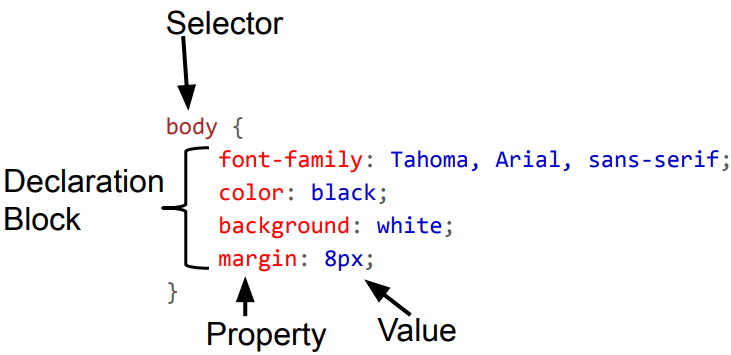 Selector
body {
font-family: Tahoma, Arial, sans-serif;
Declaration
Block
color: black;
background: white;
margin: 8px;
}
Property
Value